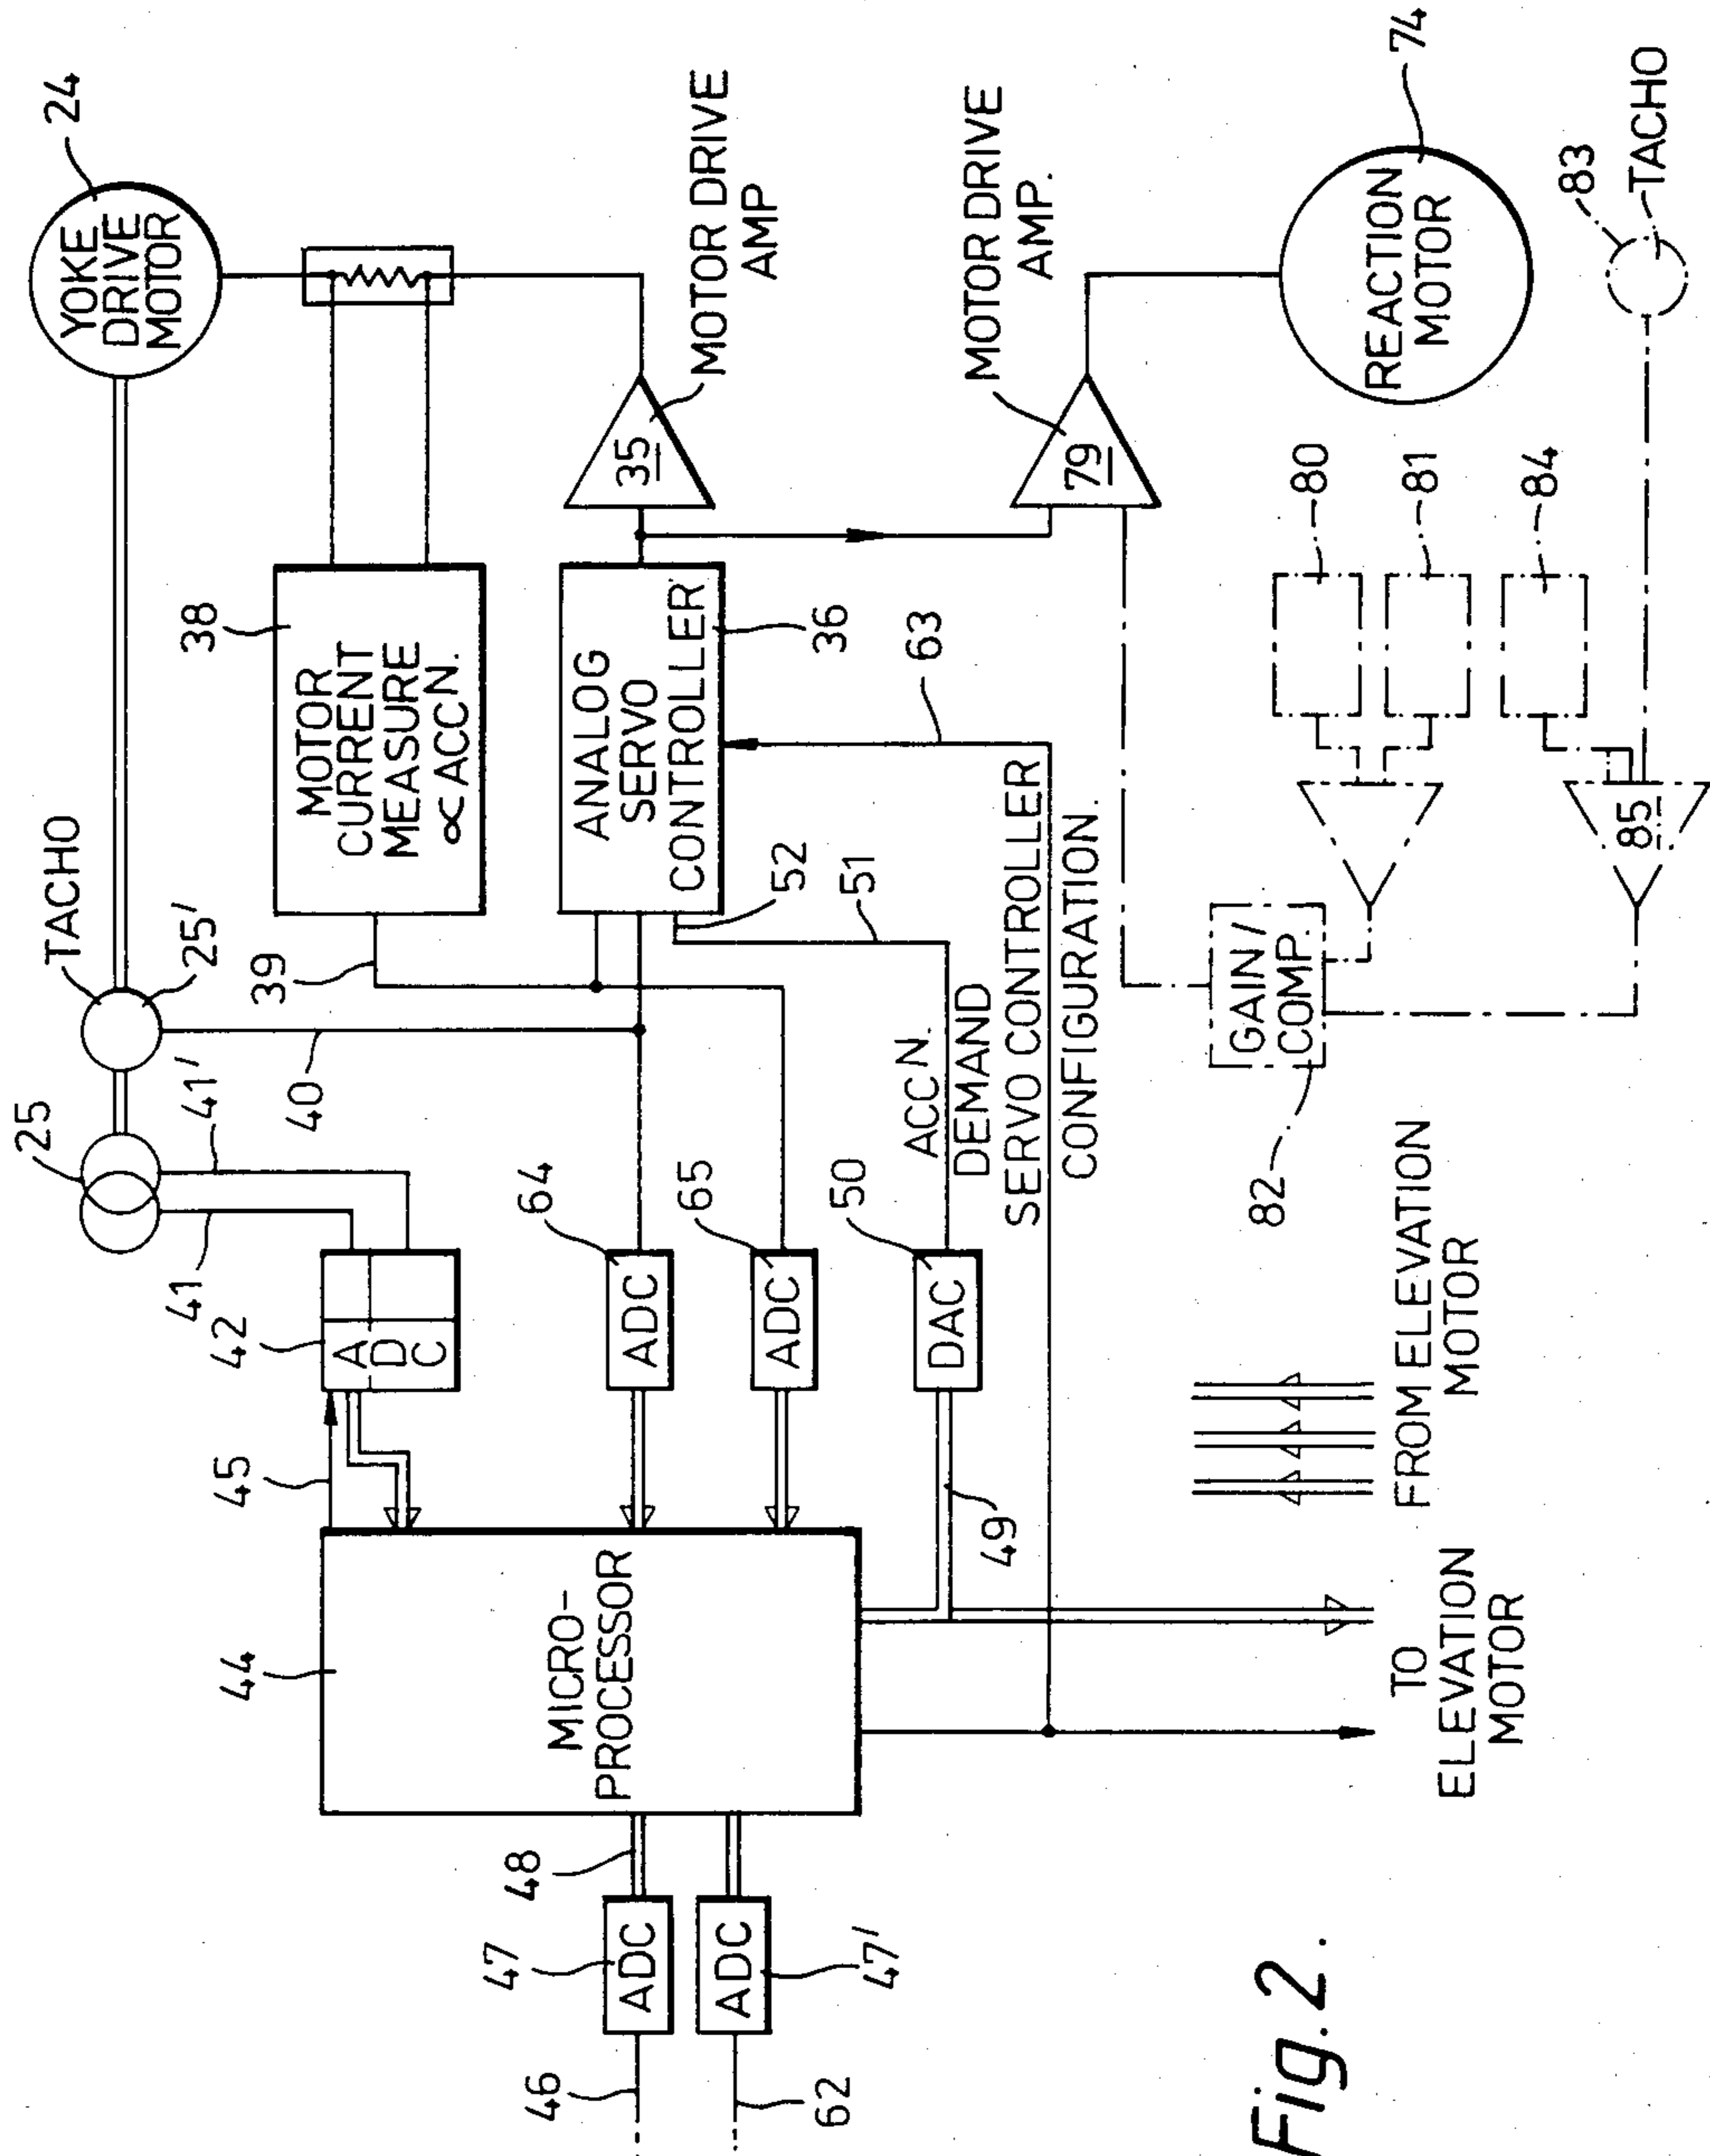 24
YOKE
DRIVE
MOTOR
TACHO
25'
25
41'
41
40
39
38
MOTOR
CURRENT
MEASURE
∝ ACCN.
42
A
D
C
45
44
MICRO-
PROCESSOR
64
ADC
65
ADC
50
DAC
49
48
47
ADC
ADC
47'
46
62
ANALOG
SERVO
CONTROLLER
36
52
51
63
35
MOTOR DRIVE
AMP
ACCN.
DEMAND
SERVO CONTROLLER
CONFIGURATION.
MOTOR DRIVE
AMP.
79
REACTION
MOTOR
74
80
81
84
83
TACHO
85
GAIN/
COMP.
82
FROM ELEVATION
MOTOR
TO
ELEVATION
MOTOR
Fig. 2.